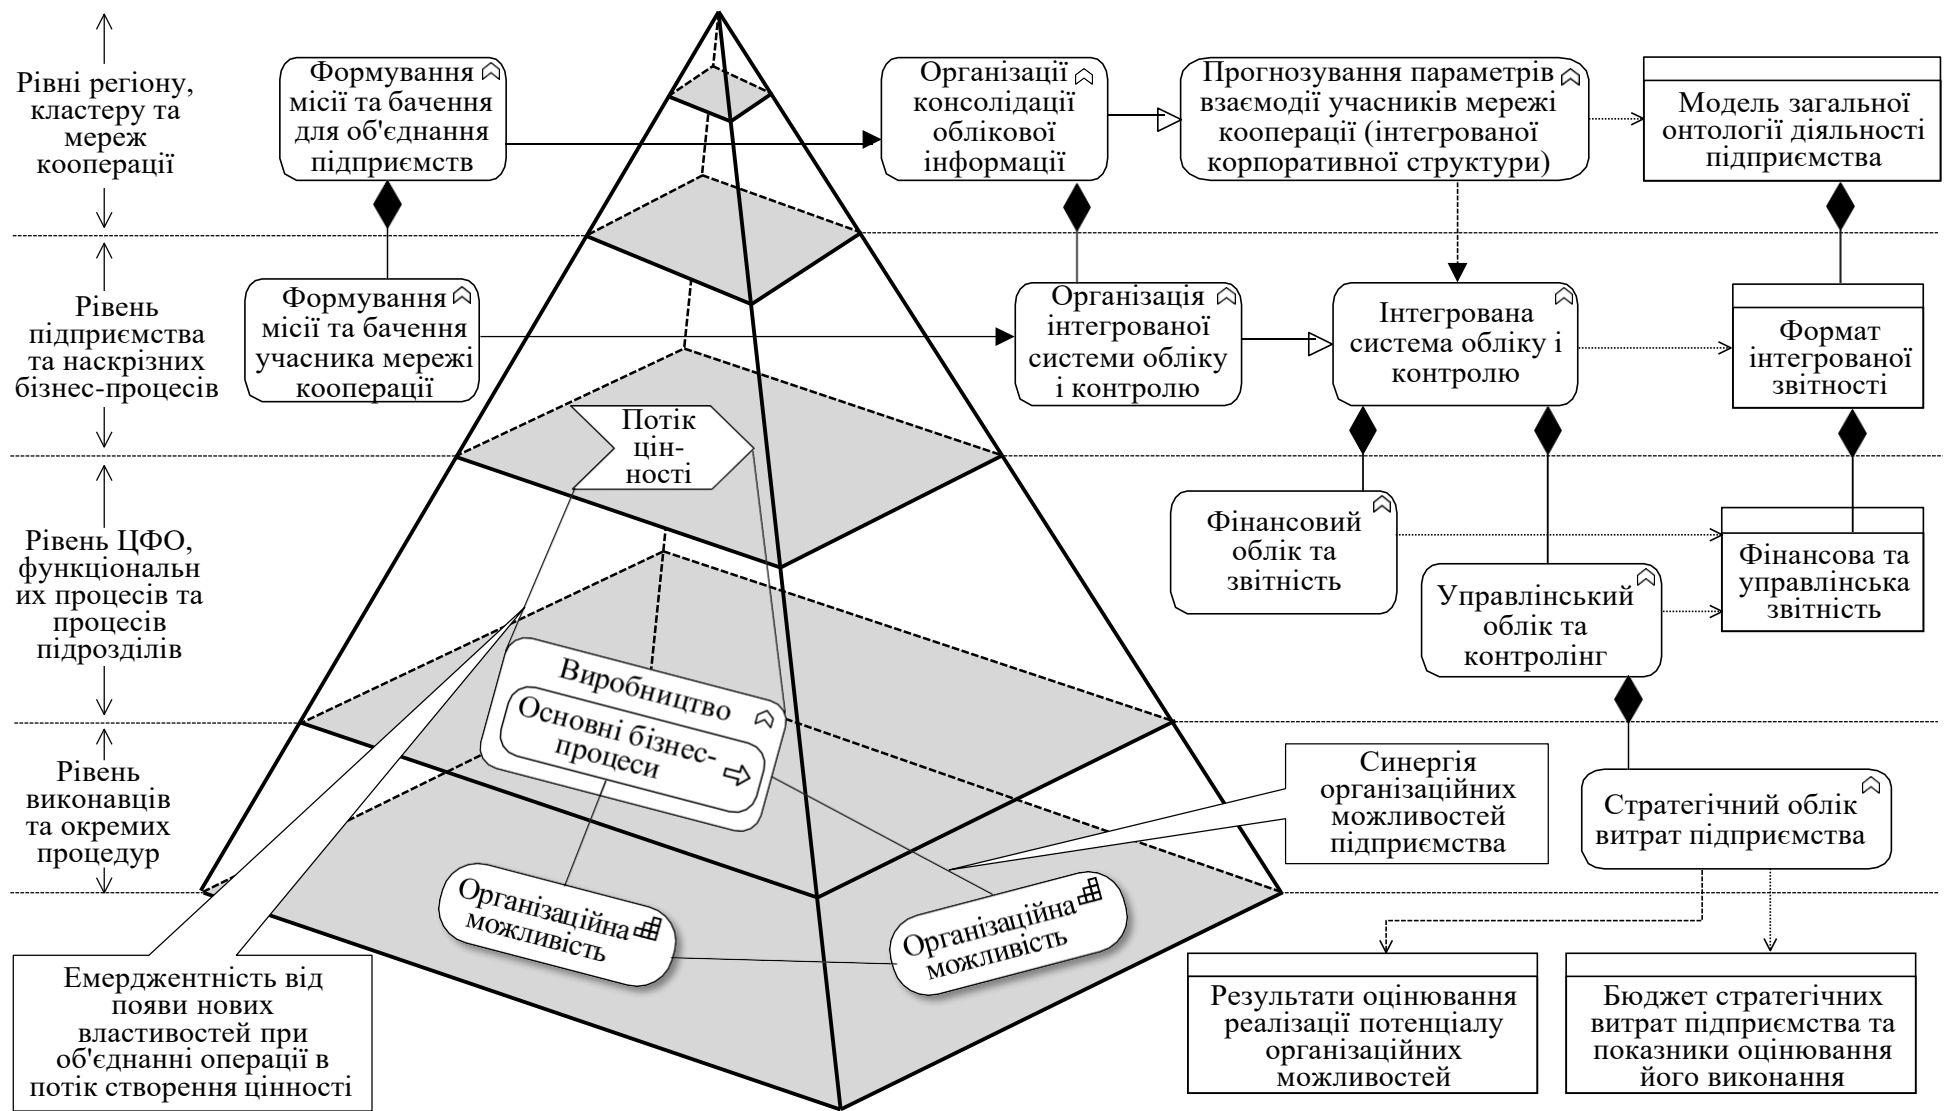 Рівні регіону,
кластеру та
мереж
кооперації
Формування
місії та бачення
для об'єднання
підприємств
Організації
консолідації
облікової
інформації
Прогнозування параметрів
взаємодії учасників мережі
кооперації (інтегрованої
корпоративної структури)
Модель загальної
онтології діяльності
підприємства
Рівень
підприємства
та наскрізних
бізнес-процесів
Формування
місії та бачення
учасника мережі
кооперації
Організація
інтегрованої
системи обліку
і контролю
Інтегрована
система обліку і
контролю
Формат
інтегрованої
звітності
Потік
цін-
ності
Рівень ЦФО,
функціональн
их процесів та
процесів
підрозділів
Фінансовий
облік та
звітність
Управлінський
облік та
контролінг
Фінансова та
управлінська
звітність
Виробництво
Основні бізнес-
процеси
Рівень
виконавців
та окремих
процедур
Синергія
організаційних
можливостей
підприємства
Стратегічний облік
витрат підприємства
Організаційна
можливість
Організаційна
можливість
Емерджентність від
появи нових
властивостей при
об'єднанні операції в
потік створення цінності
Результати оцінювання
реалізації потенціалу
організаційних
можливостей
Бюджет стратегічних
витрат підприємства та
показники оцінювання
його виконання